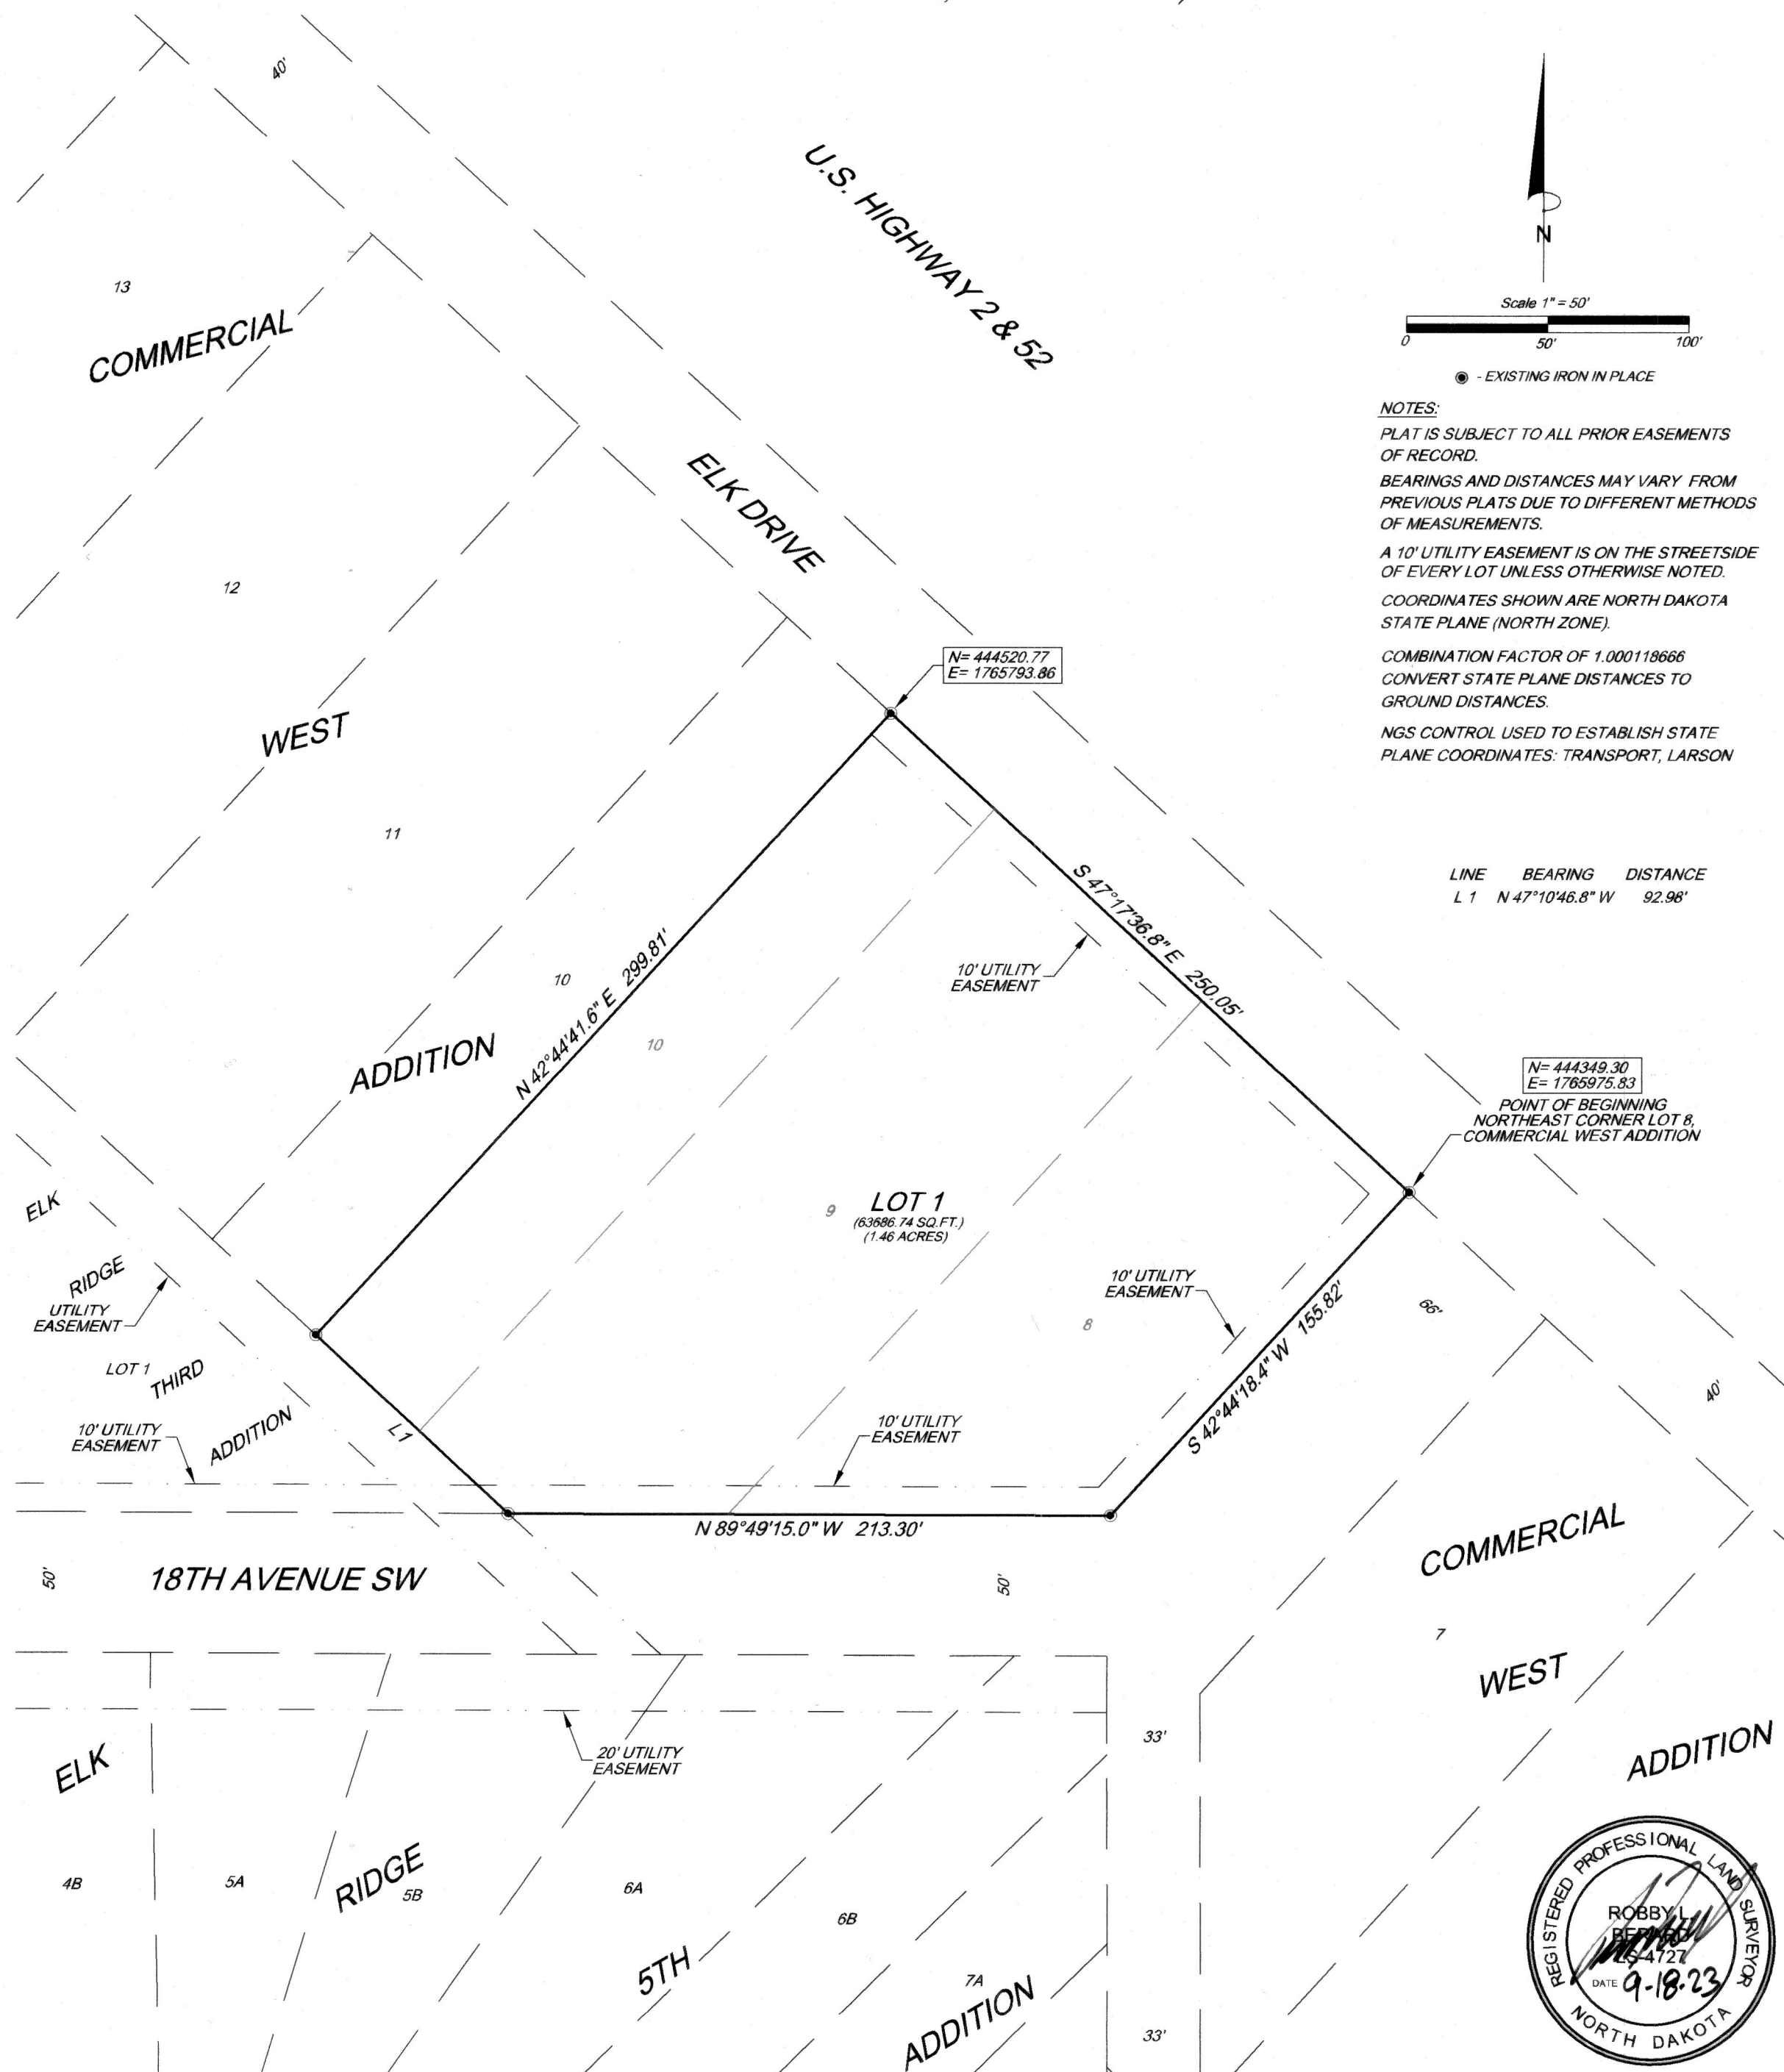 40'
U.S. HIGHWAY 2 & 52
N
Scale 1" = 50'
0 50' 100'
- EXISTING IRON IN PLACE
NOTES:
PLAT IS SUBJECT TO ALL PRIOR EASEMENTS
OF RECORD.
BEARINGS AND DISTANCES MAY VARY FROM
PREVIOUS PLATS DUE TO DIFFERENT METHODS
OF MEASUREMENTS.
A 10' UTILITY EASEMENT IS ON THE STREETSIDE
OF EVERY LOT UNLESS OTHERWISE NOTED.
COORDINATES SHOWN ARE NORTH DAKOTA
STATE PLANE (NORTH ZONE).
COMBINATION FACTOR OF 1.000118666
CONVERT STATE PLANE DISTANCES TO
GROUND DISTANCES.
NGS CONTROL USED TO ESTABLISH STATE
PLANE COORDINATES: TRANSPORT, LARSON
LINE BEARING DISTANCE
L 1 N 47°10'46.8" W 92.98'
13
COMMERCIAL
12
WEST
11
10
ADDITION
ELK DRIVE
N= 444520.77
E= 1765793.86
N 42°44'41.6" E 299.81'
S 47°17'36.8" E 250.05'
10' UTILITY
EASEMENT
10
N= 444349.30
E= 1765975.83
POINT OF BEGINNING
NORTHEAST CORNER LOT 8,
COMMERCIAL WEST ADDITION
9
LOT 1
(63686.74 SQ.FT.)
(1.46 ACRES)
10' UTILITY
EASEMENT
8
S 42°44'18.4" W 155.82'
66'
40'
ELK
RIDGE
UTILITY
EASEMENT
LOT 1
THIRD
ADDITION
10' UTILITY
EASEMENT
L1
10' UTILITY
EASEMENT
N 89°49'15.0" W 213.30'
50'
18TH AVENUE SW
50'
COMMERCIAL
7
WEST
ADDITION
33'
20' UTILITY
EASEMENT
ELK
RIDGE
4B
5A
5B
6A
6B
5TH
7A
ADDITION
33'
REGISTERED PROFESSIONAL LAND SURVEYOR
ROBBY L.
LS-4727
DATE 9-18-23
NORTH DAKOTA